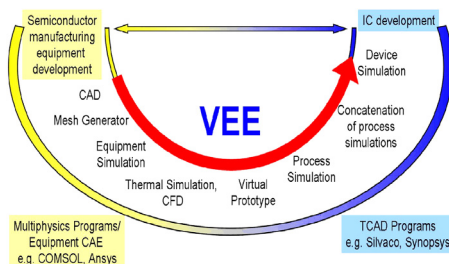 Semiconductor
manufacturing
equipment
development
IC development
Device
Simulation
CAD
Mesh Generator
VEE
Concatenation
of process
simulations
Equipment
Simulation
Process
Simulation
Thermal Simulation,
CFD
Virtual
Prototype
Multiphysics Programs/
Equipment CAE
e.g. COMSOL, Ansys
TCAD Programs
e.g. Silvaco, Synopsys